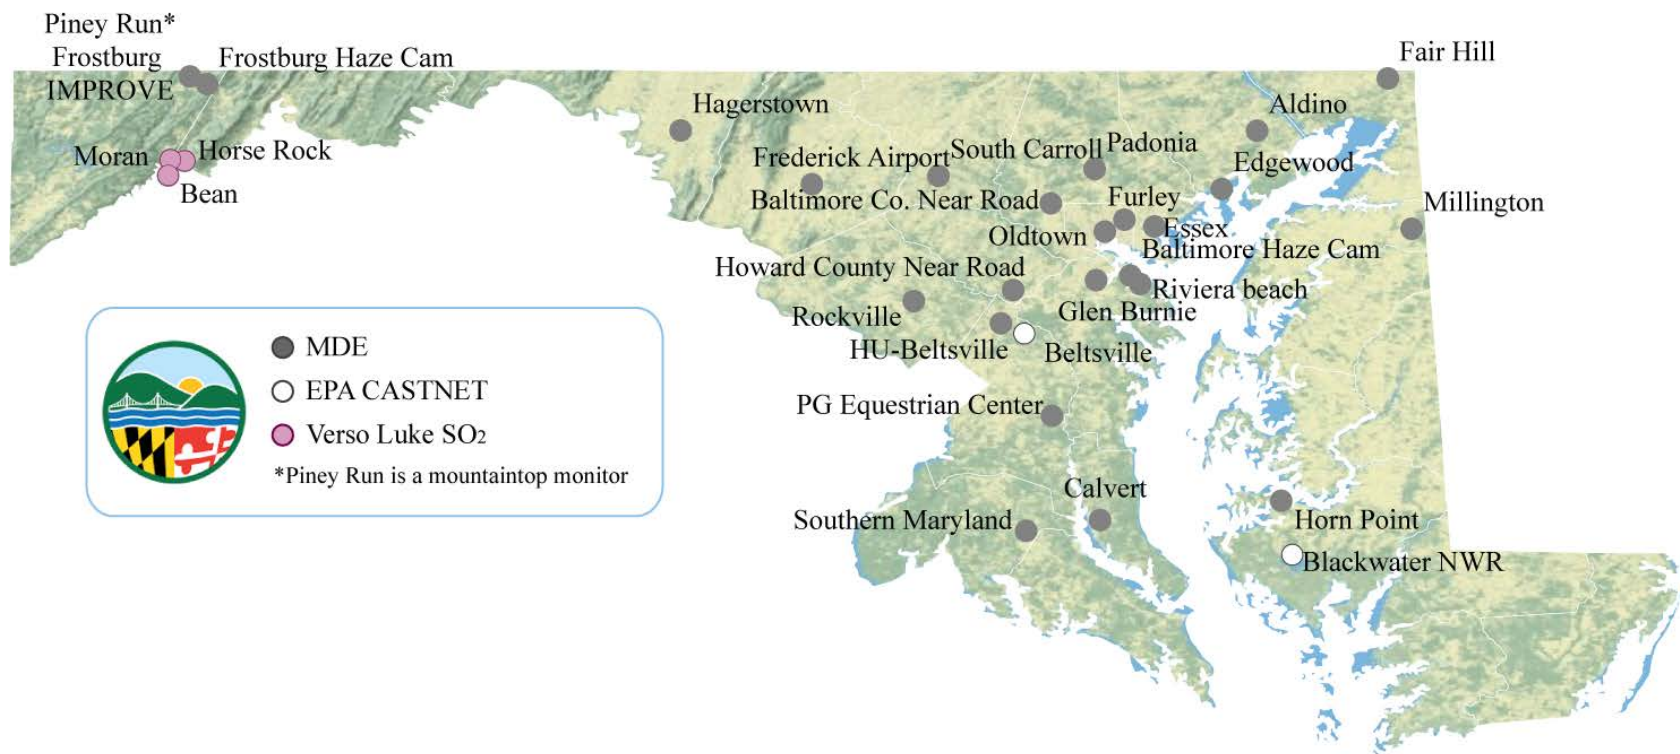 Piney Run*
Frostburg
IMPROVE
Frostburg Haze Cam
Fair Hill
Hagerstown
Aldino
Moran
Horse Rock
Bean
Frederick Airport
South Carroll
Padonia
Edgewood
Baltimore Co. Near Road
Furley
Millington
Oldtown
Essex
Baltimore Haze Cam
Howard County Near Road
Riviera beach
Rockville
Glen Burnie
HU-Beltsville
Beltsville
MDE
EPA CASTNET
PG Equestrian Center
Verso Luke SO2
*Piney Run is a mountaintop monitor
Calvert
Southern Maryland
Horn Point
Blackwater NWR